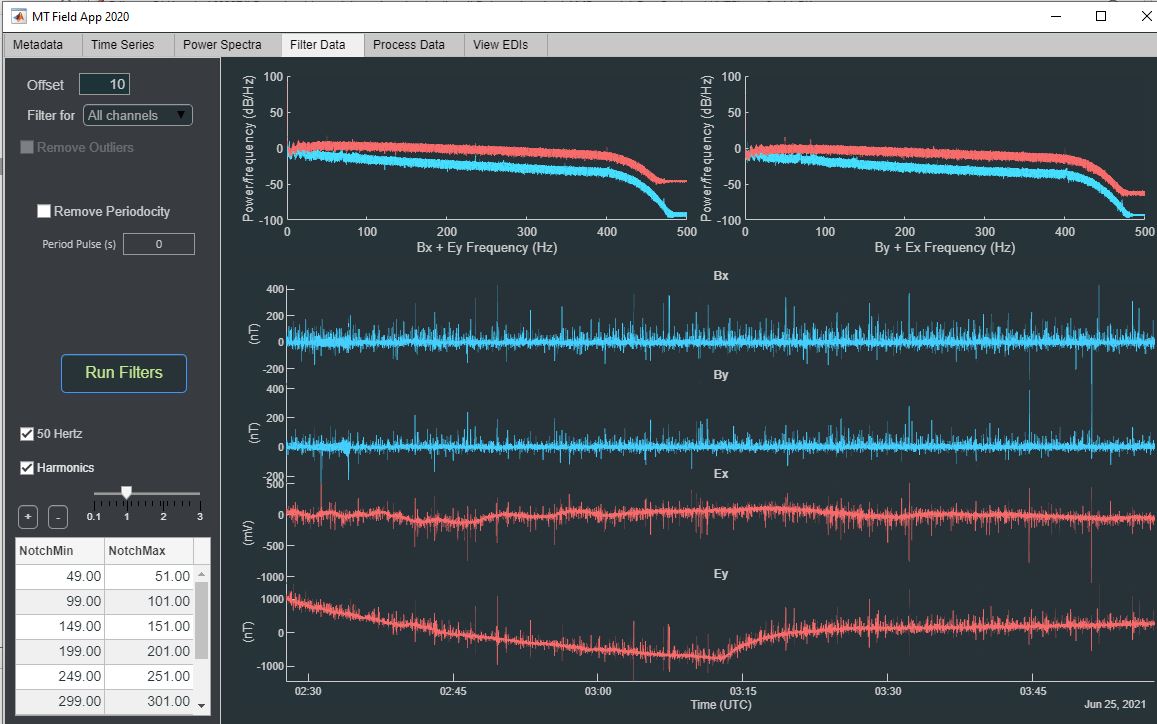 MT Field App 2020
Metadata Time Series Power Spectra Filter Data Process Data View EDIs
Offset 10
Filter for All channels
Remove Outliers
Remove Periodocity
Period Pulse (s) 0
Run Filters
50 Hertz
Harmonics
+ - 0.1 1 2 3
NotchMin NotchMax
49.00 51.00
99.00 101.00
149.00 151.00
199.00 201.00
249.00 251.00
299.00 301.00
Power/frequency (dB/Hz)
100
50
0
-50
-100
0 100 200 300 400 500
Bx + Ey Frequency (Hz)
Power/frequency (dB/Hz)
100
50
0
-50
-100
0 100 200 300 400 500
By + Ex Frequency (Hz)
Bx
(nT)
400
200
0
-200
By
(nT)
400
200
0
-200
Ex
(mV)
500
0
-500
-1000
Ey
(nT)
1000
0
-1000
02:30 02:45 03:00 03:15 03:30 03:45
Time (UTC)
Jun 25, 2021